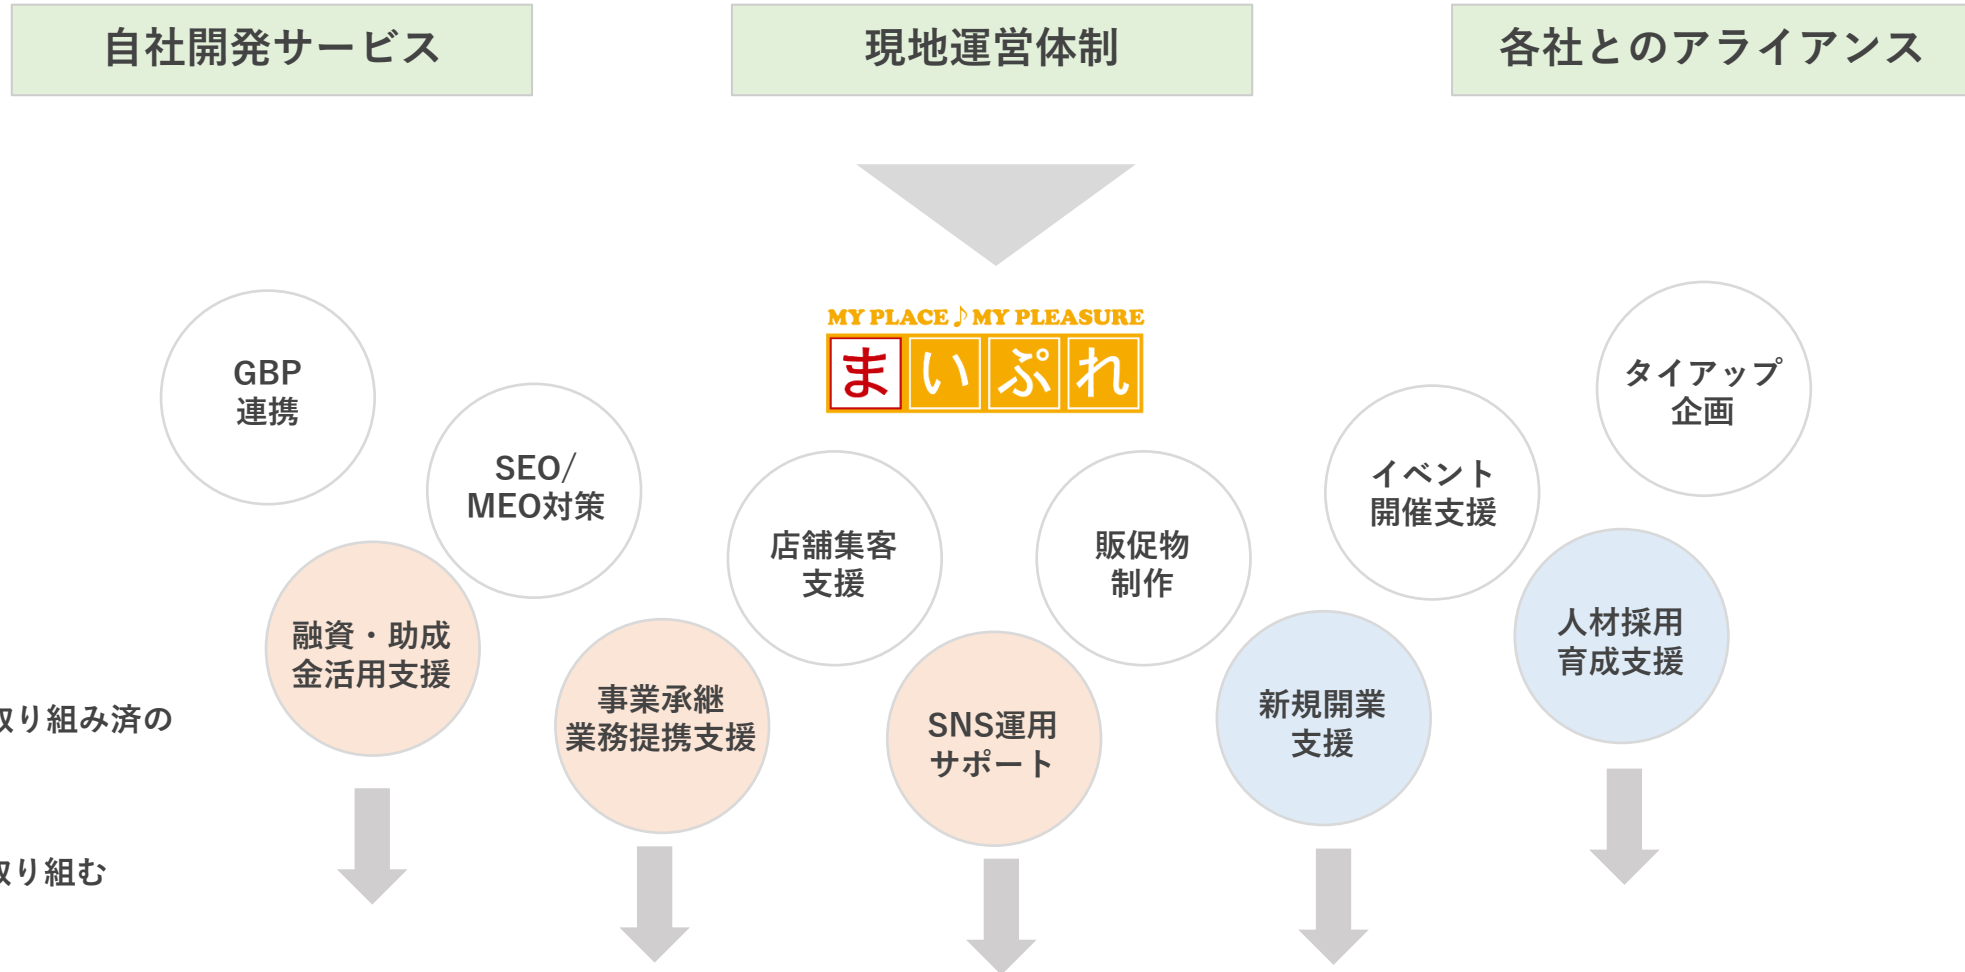 自社開発サービス
現地運営体制
各社とのアライアンス
MY PLACE♪MY PLEASURE
まいぷれ
GBP
連携
SEO/
MEO対策
店舗集客
支援
販促物
制作
イベント
開催支援
タイアップ
企画
融資・助成
金活用支援
事業承継
業務提携支援
SNS運用
サポート
新規開業
支援
人材採用
育成支援
取り組み済の
取り組む